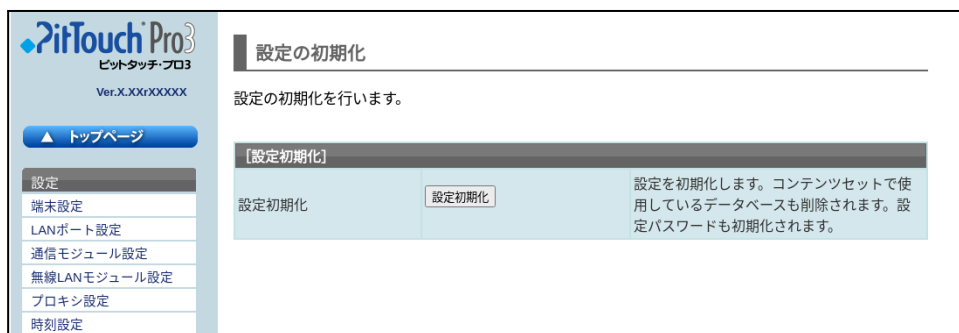 PitTouch Pro3
ピットタッチ・プロ3
Ver.X.XXrXXXXX
▲ トップページ
設定
端末設定
LANポート設定
通信モジュール設定
無線LANモジュール設定
プロキシ設定
時刻設定
設定の初期化
設定の初期化を行います。
[設定初期化]
設定初期化
設定初期化
設定を初期化します。コンテンツセットで使
用しているデータベースも削除されます。設
定パスワードも初期化されます。